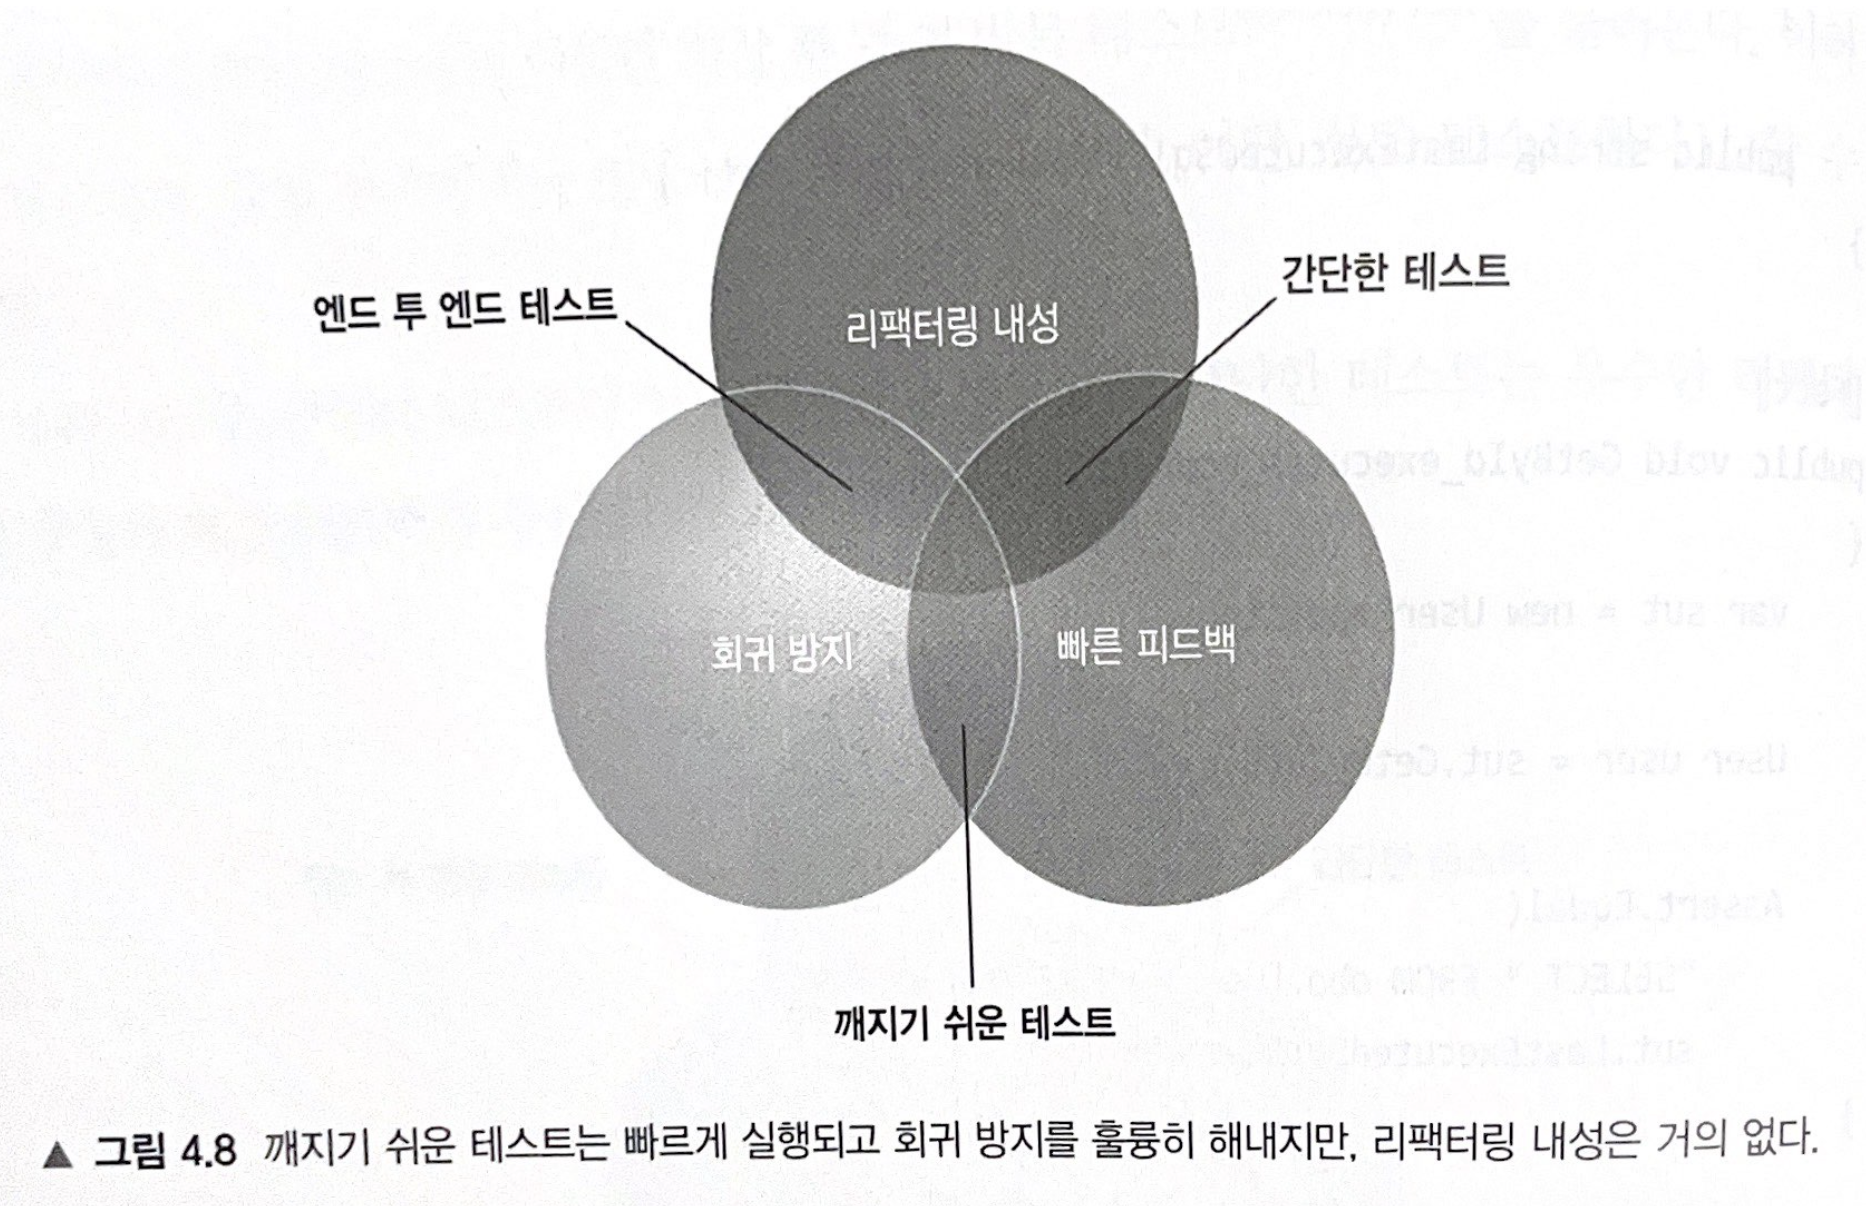 간단한 테스트
엔드 투 엔드 테스트
리팩터링 내성
회귀 방지
빠른 피드백
깨지기 쉬운 테스트
▲ 그림 4.8 깨지기 쉬운 테스트는 빠르게 실행되고 회귀 방지를 훌륭히 해내지만, 리팩터링 내성은 거의 없다.